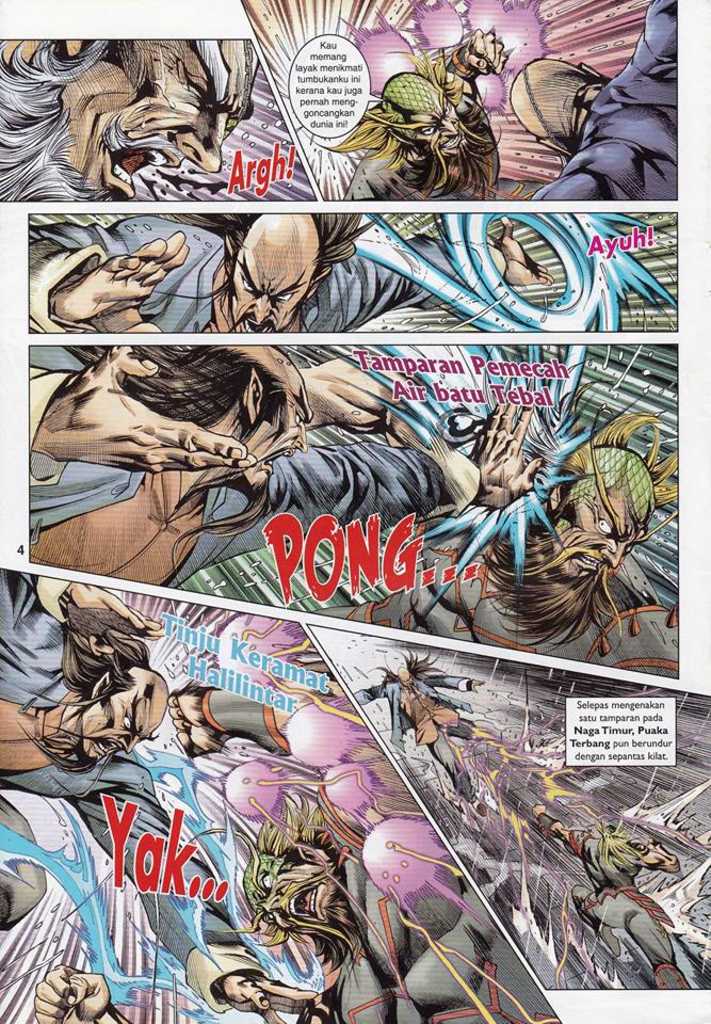 Kau
memang
layak menikmati
tumbukanku ini
kerana kau juga
pernah meng-
goncangkan
dunia ini!
Argh!
Ayuh!
Tamparan Pemecah
Air batu Tebal
PONG...
4
Tinju Keramat
Halilintar
Yak...
Selepas mengenakan
satu tamparan pada
Naga Timur, Puaka
Terbang pun berundur
dengan sepantas kilat.